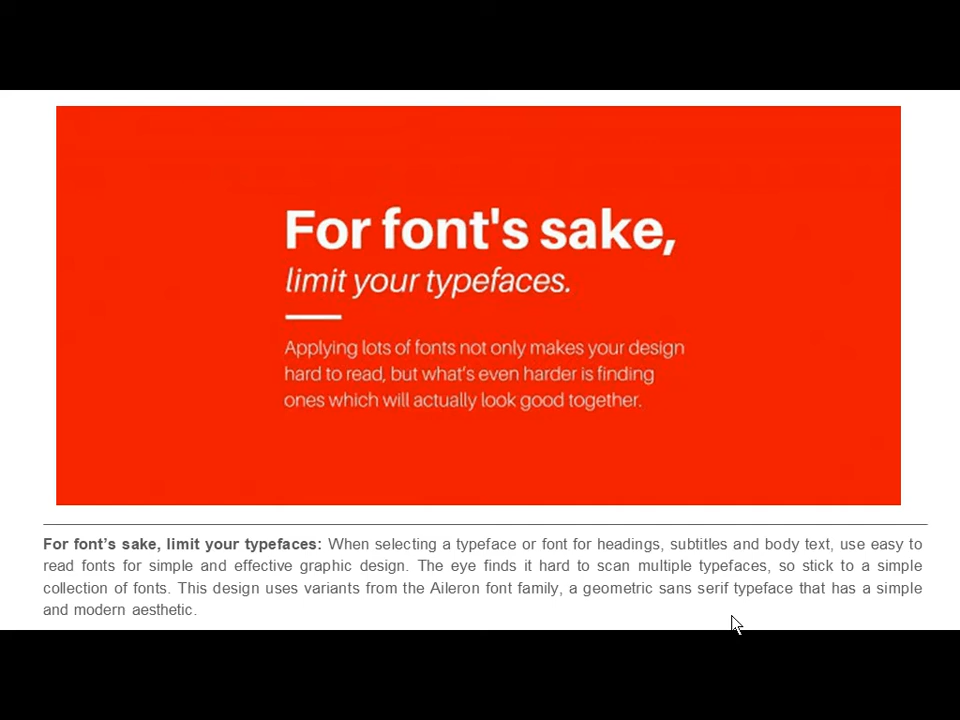 For font's sake,
limit your typefaces.
Applying lots of fonts not only makes your design
hard to read, but what's even harder is finding
ones which will actually look good together.
For font’s sake, limit your typefaces: When selecting a typeface or font for headings, subtitles and body text, use easy to
read fonts for simple and effective graphic design. The eye finds it hard to scan multiple typefaces, so stick to a simple
collection of fonts. This design uses variants from the Aileron font family, a geometric sans serif typeface that has a simple
and modern aesthetic.